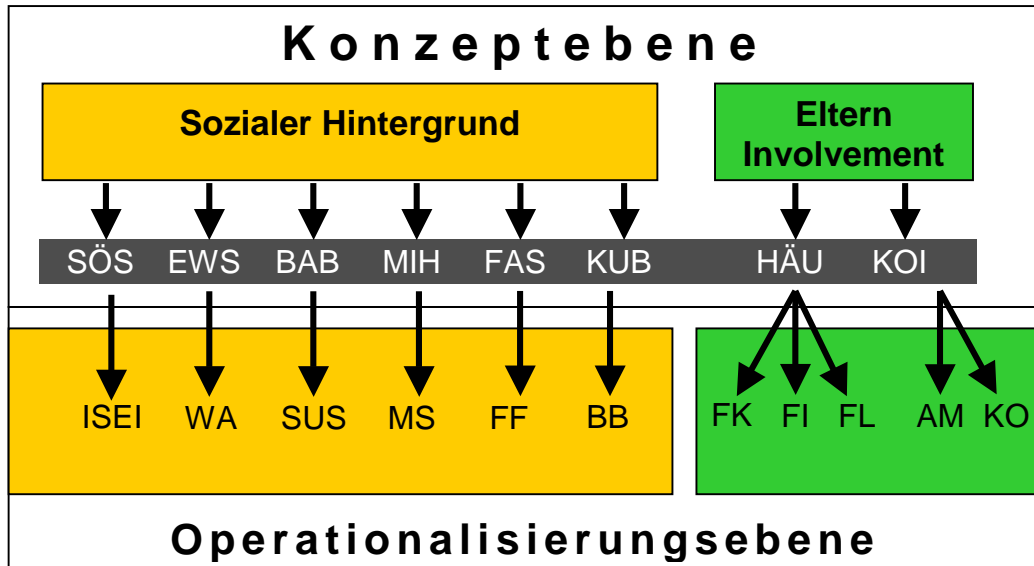 Konzeptebene
Sozialer Hintergrund
Eltern
Involvement
SÖS EWS BAB MIH FAS KUB HÄU KOI
ISEI WA SUS MS FF BB FK FI FL AM KO
Operationalisierungsebene